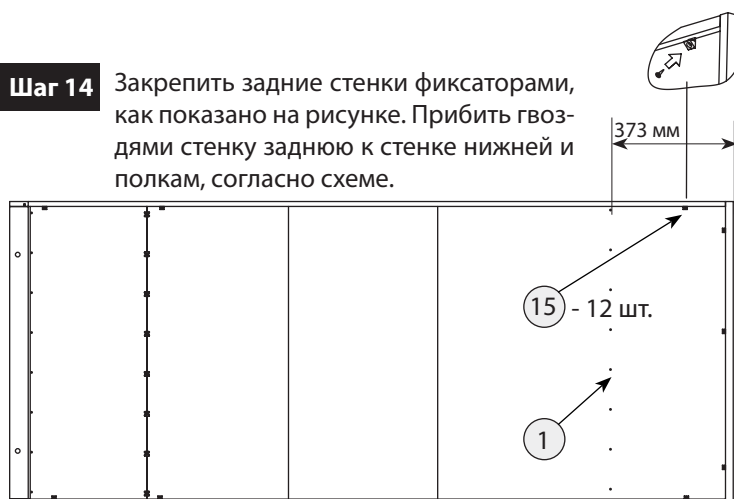 Шаг 14
Закрепить задние стенки фиксаторами,
как показано на рисунке. Прибить гвоз-
дями стенку заднюю к стенке нижней и
полкам, согласно схеме.
373 мм
15 - 12 шт.
1